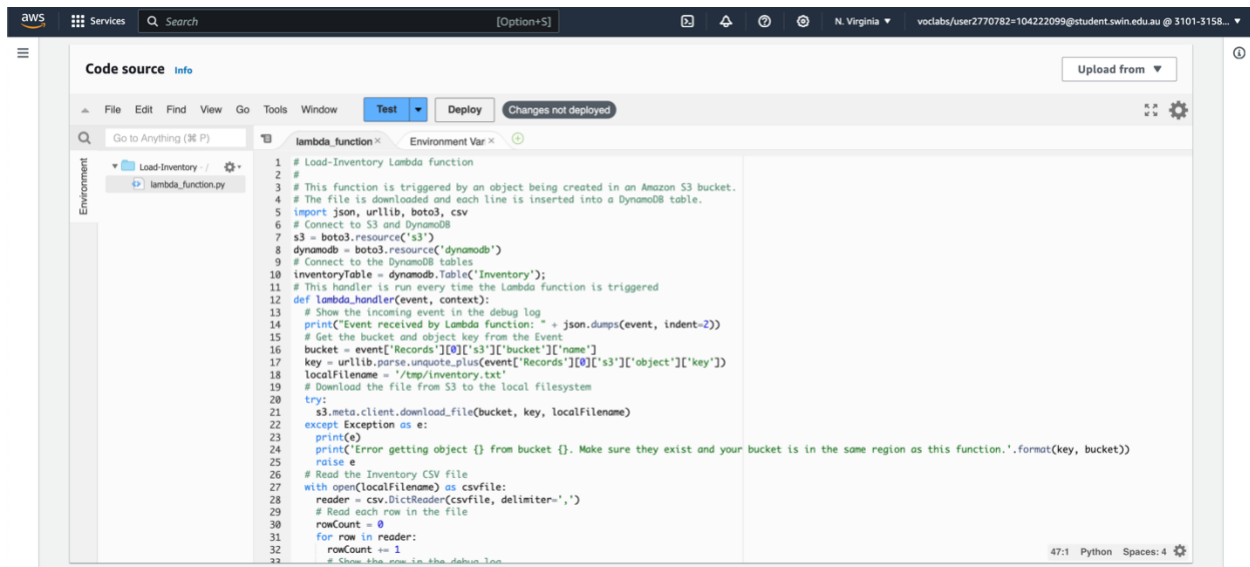 aws Services Search [Option+S] N. Virginia voclabs/user2770782=104222099@student.swin.edu.au @ 3101-3158...
Code source Info Upload from
File Edit Find View Go Tools Window Test Deploy Changes not deployed
Go to Anything (⌘ P) lambda_function Environment Var
Environment
Load-Inventory - /
lambda_function.py
1 # Load-Inventory Lambda function
2 #
3 # This function is triggered by an object being created in an Amazon S3 bucket.
4 # The file is downloaded and each line is inserted into a DynamoDB table.
5 import json, urllib, boto3, csv
6 # Connect to S3 and DynamoDB
7 s3 = boto3.resource('s3')
8 dynamodb = boto3.resource('dynamodb')
9 # Connect to the DynamoDB tables
10 inventoryTable = dynamodb.Table('Inventory');
11 # This handler is run every time the Lambda function is triggered
12 def lambda_handler(event, context):
13 # Show the incoming event in the debug log
14 print("Event received by Lambda function: " + json.dumps(event, indent=2))
15 # Get the bucket and object key from the Event
16 bucket = event['Records'][0]['s3']['bucket']['name']
17 key = urllib.parse.unquote_plus(event['Records'][0]['s3']['object']['key'])
18 localFilename = '/tmp/inventory.txt'
19 # Download the file from S3 to the local filesystem
20 try:
21 s3.meta.client.download_file(bucket, key, localFilename)
22 except Exception as e:
23 print(e)
24 print('Error getting object {} from bucket {}. Make sure they exist and your bucket is in the same region as this function.'.format(key, bucket))
25 raise e
26 # Read the Inventory CSV file
27 with open(localFilename) as csvfile:
28 reader = csv.DictReader(csvfile, delimiter=',')
29 # Read each row in the file
30 rowCount = 0
31 for row in reader:
32 rowCount += 1
33 # Show the row in the debug log
47:1 Python Spaces: 4